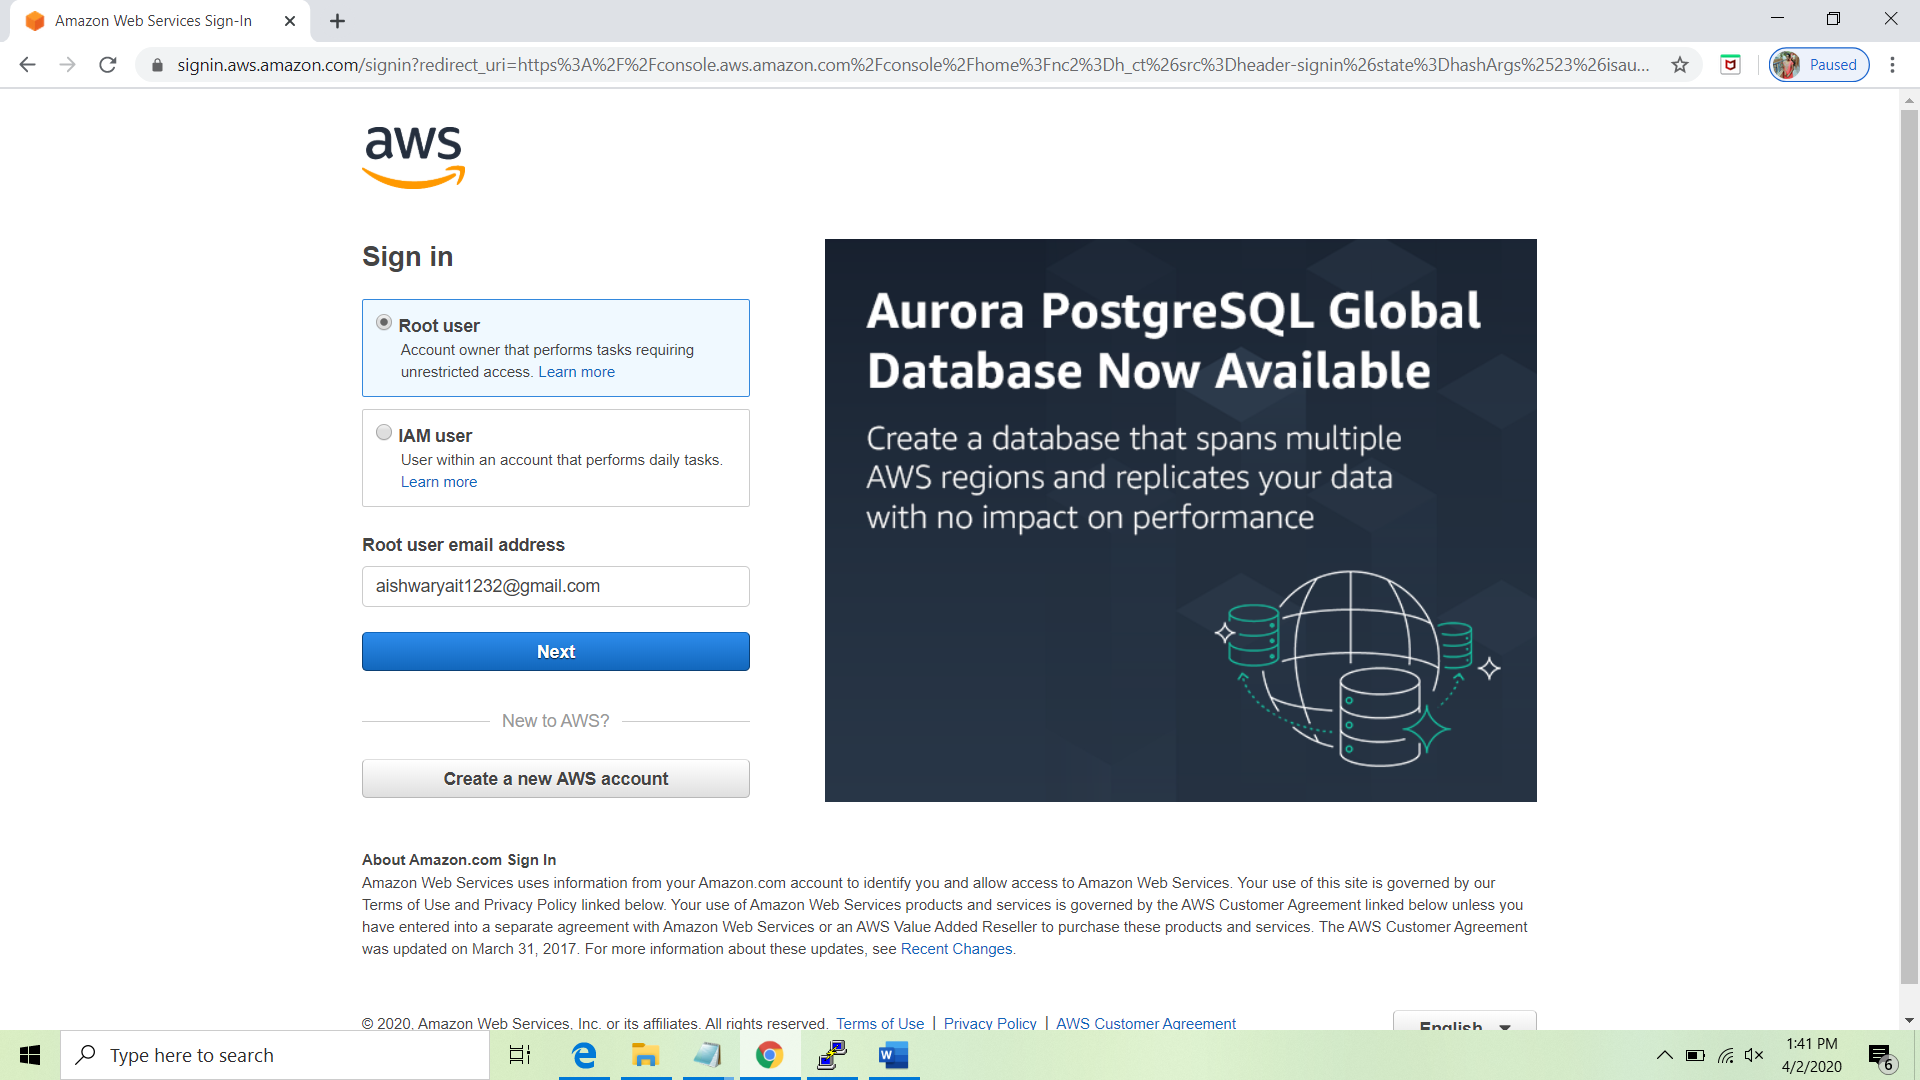 Amazon Web Services Sign-In
signin.aws.amazon.com/signin?redirect_uri=https%3A%2F%2Fconsole.aws.amazon.com%2Fconsole%2Fhome%3Fnc2%3Dh_ct%26src%3Dheader-signin%26state%3DhashArgs%2523%26isau...
Paused
aws
Sign in
Root user
Account owner that performs tasks requiring
unrestricted access. Learn more
IAM user
User within an account that performs daily tasks.
Learn more
Root user email address
aishwaryait1232@gmail.com
Next
New to AWS?
Create a new AWS account
Aurora PostgreSQL Global
Database Now Available
Create a database that spans multiple
AWS regions and replicates your data
with no impact on performance
About Amazon.com Sign In
Amazon Web Services uses information from your Amazon.com account to identify you and allow access to Amazon Web Services. Your use of this site is governed by our
Terms of Use and Privacy Policy linked below. Your use of Amazon Web Services products and services is governed by the AWS Customer Agreement linked below unless you
have entered into a separate agreement with Amazon Web Services or an AWS Value Added Reseller to purchase these products and services. The AWS Customer Agreement
was updated on March 31, 2017. For more information about these updates, see Recent Changes.
© 2020, Amazon Web Services, Inc. or its affiliates. All rights reserved. Terms of Use | Privacy Policy | AWS Customer Agreement
English
Type here to search
W
1:41 PM
4/2/2020
6